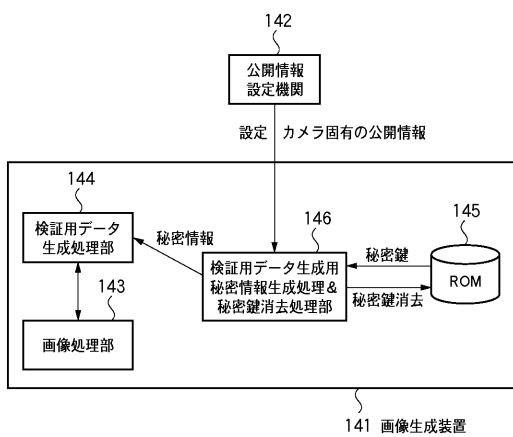 142
公開情報
設定機関
設定 カメラ固有の公開情報
144
検証用データ
生成処理部
秘密情報
146
検証用データ生成用
秘密情報生成処理&
秘密鍵消去処理部
145
秘密鍵
ROM
秘密鍵消去
143
画像処理部
141 画像生成装置